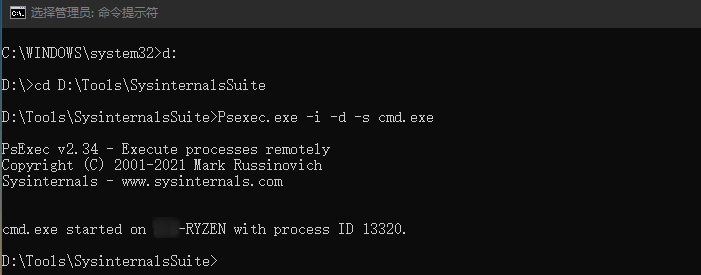 选择管理员: 命令提示符
C:\WINDOWS\system32>d:
D:\>cd D:\Tools\SysinternalsSuite
D:\Tools\SysinternalsSuite>Psexec.exe -i -d -s cmd.exe
PsExec v2.34 - Execute processes remotely
Copyright (C) 2001-2021 Mark Russinovich
Sysinternals - www.sysinternals.com
cmd.exe started on -RYZEN with process ID 13320.
D:\Tools\SysinternalsSuite>